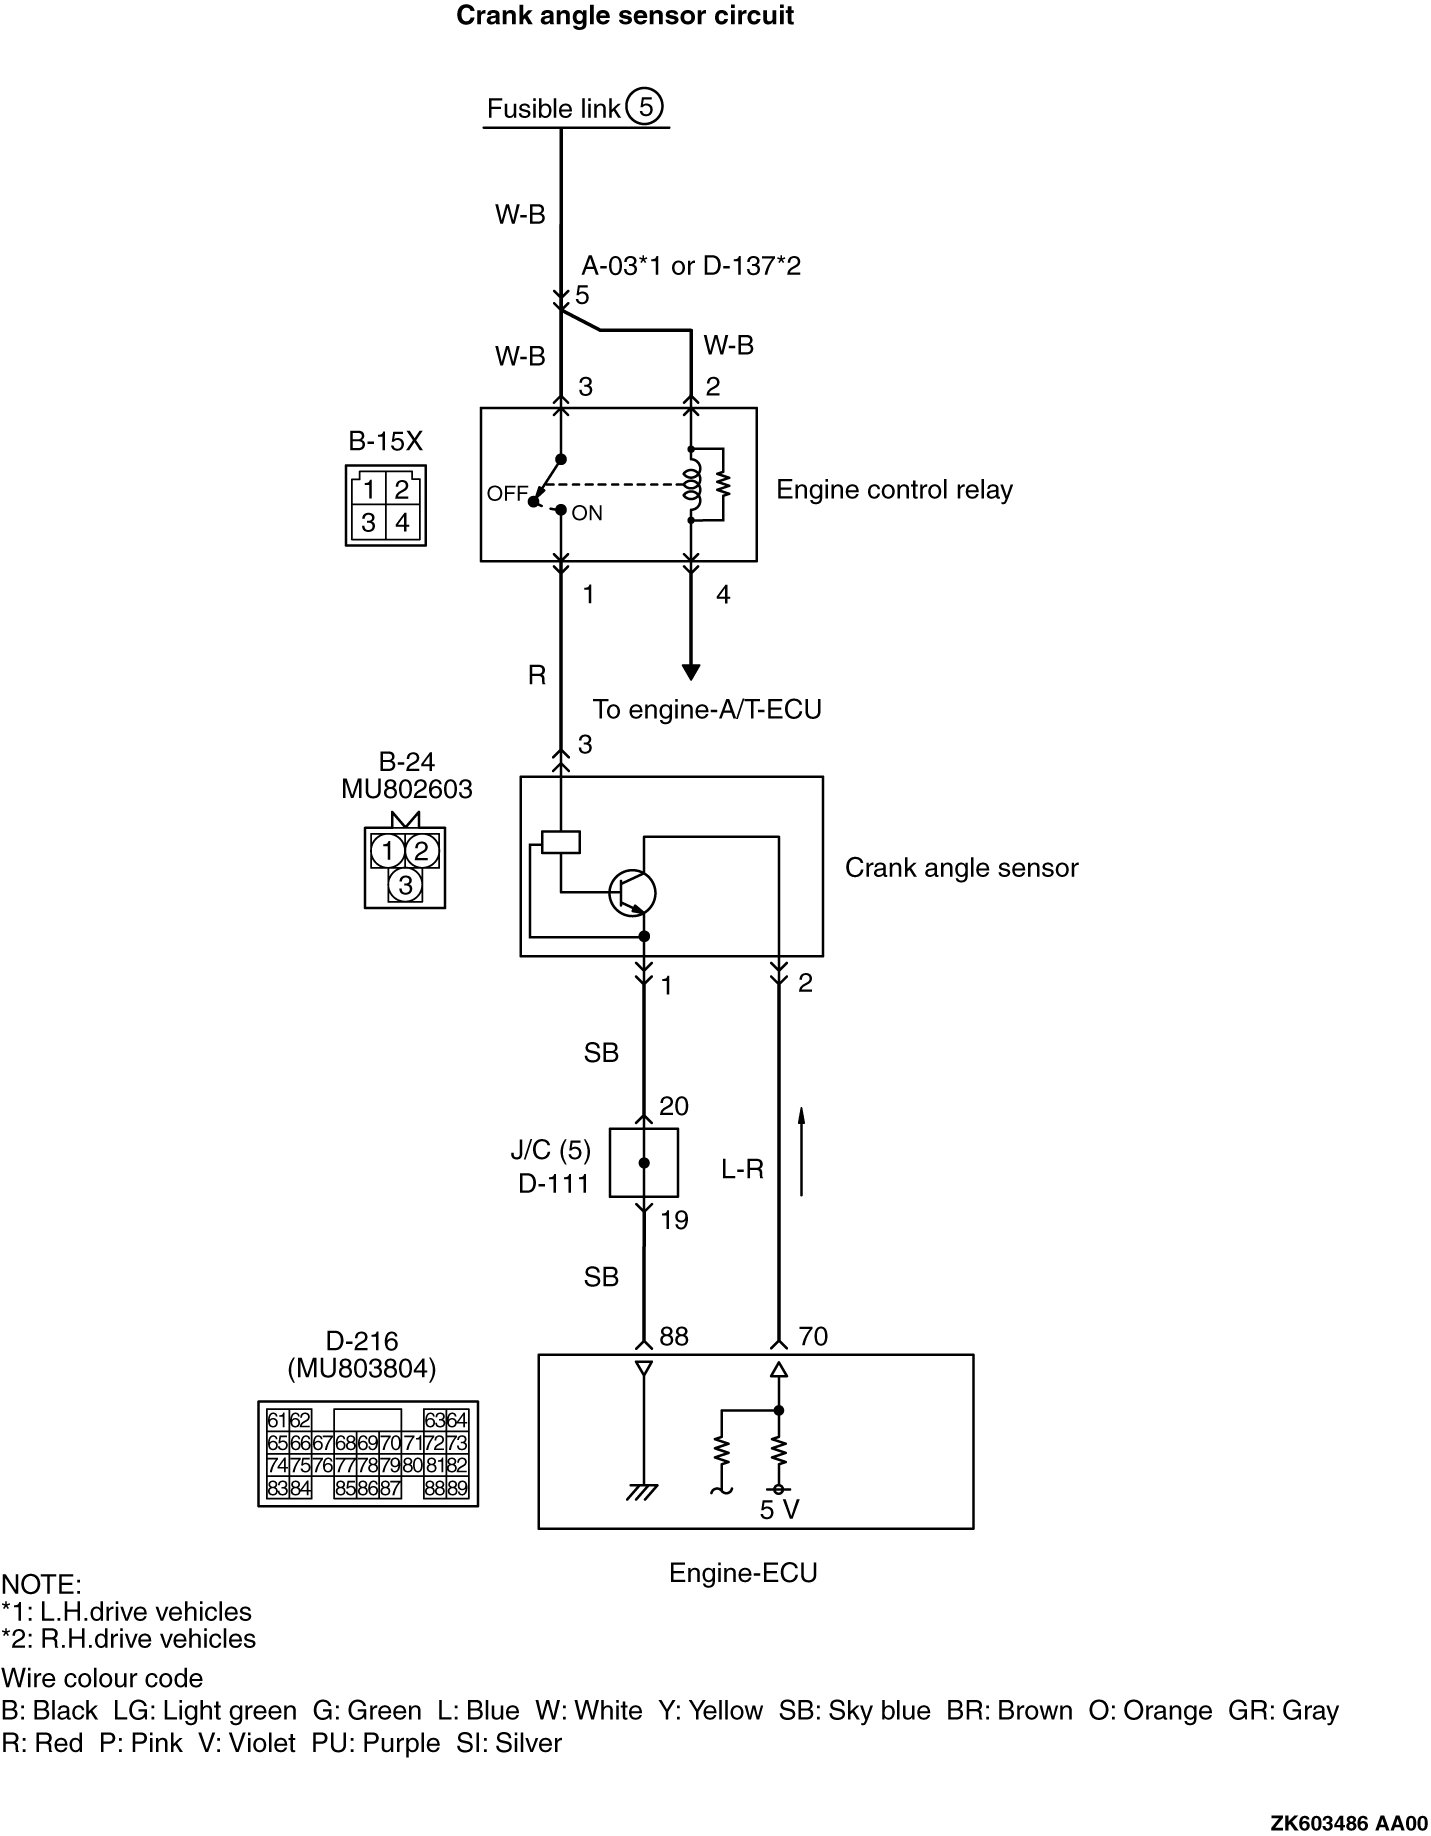 Crank angle sensor circuit
Fusible link 5
W-B
A-03*1 or D-137*2
5
W-B
W-B
3
2
B-15X
1 2
3 4
OFF
ON
Engine control relay
1
4
R
To engine-A/T-ECU
3
B-24
MU802603
1 2
3
Crank angle sensor
1
2
SB
20
J/C (5)
D-111
L-R
19
SB
88
70
D-216
(MU803804)
61 62 63 64
65 66 67 68 69 70 71 72 73
74 75 76 77 78 79 80 81 82
83 84 85 86 87 88 89
5 V
Engine-ECU
NOTE:
*1: L.H.drive vehicles
*2: R.H.drive vehicles
Wire colour code
B: Black LG: Light green G: Green L: Blue W: White Y: Yellow SB: Sky blue BR: Brown O: Orange GR: Gray
R: Red P: Pink V: Violet PU: Purple SI: Silver
ZK603486 AA00